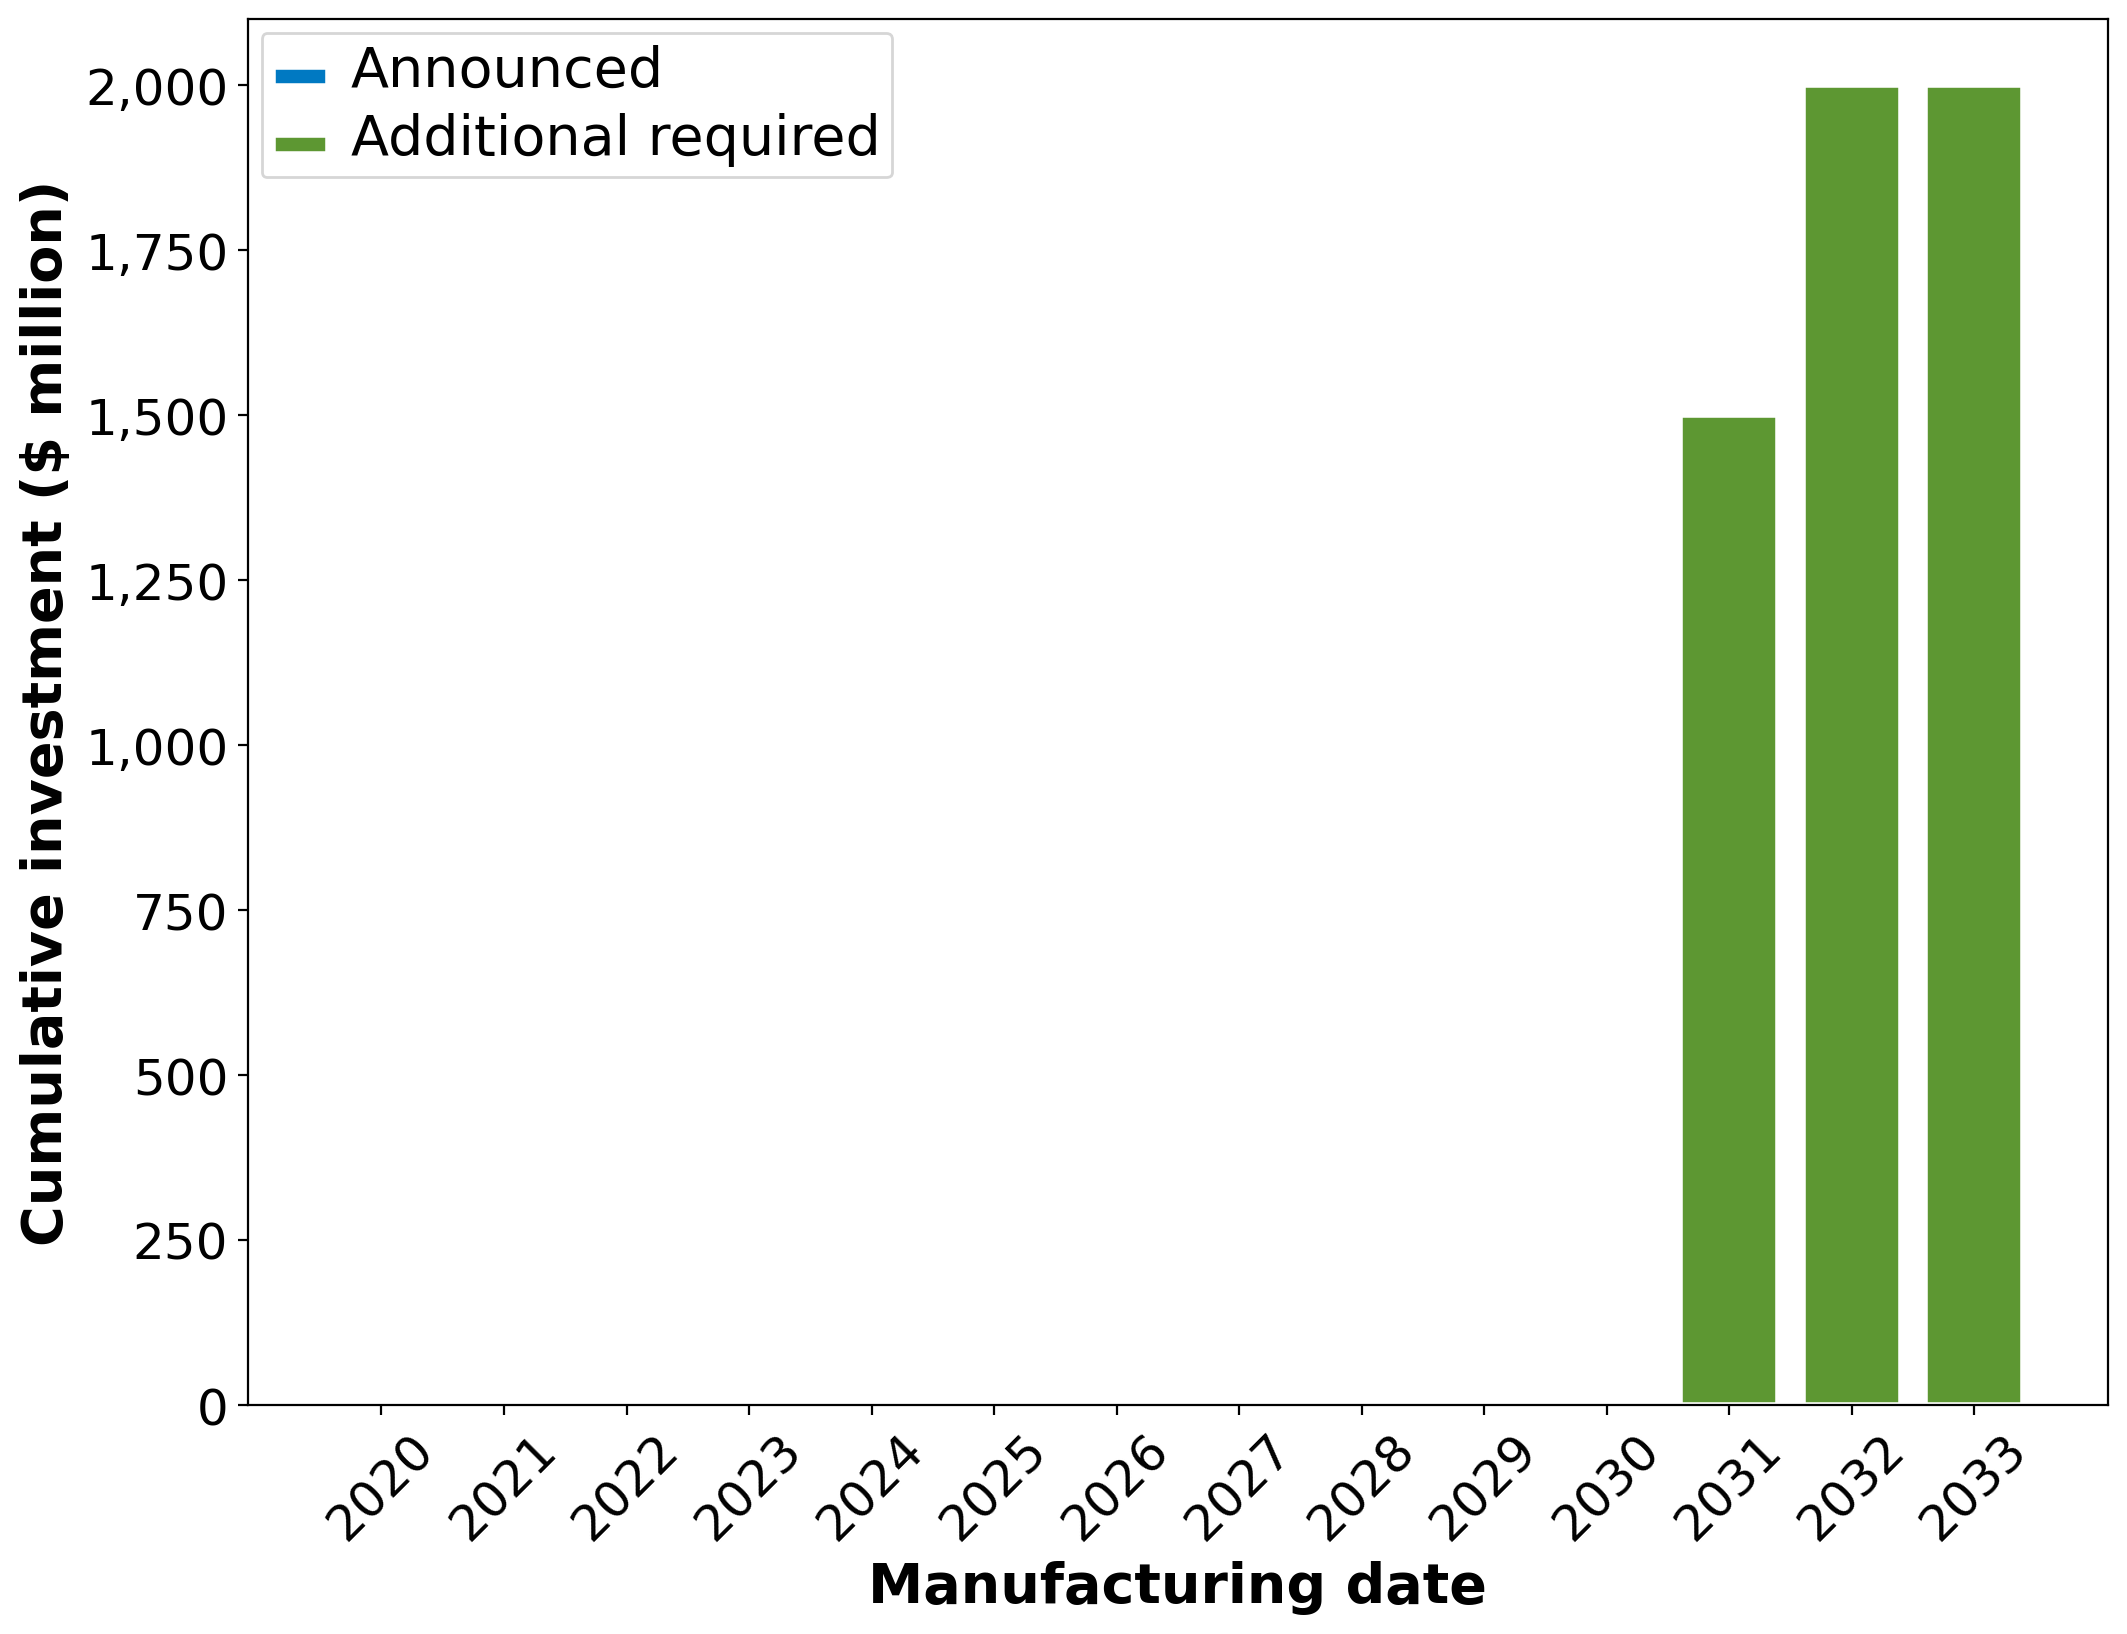 Announced
Additional required
2,000
1,750
1,500
1,250
1,000
750
500
250
0
Cumulative investment ($ million)
2020 2021 2022 2023 2024 2025 2026 2027 2028 2029 2030 2031 2032 2033
Manufacturing date